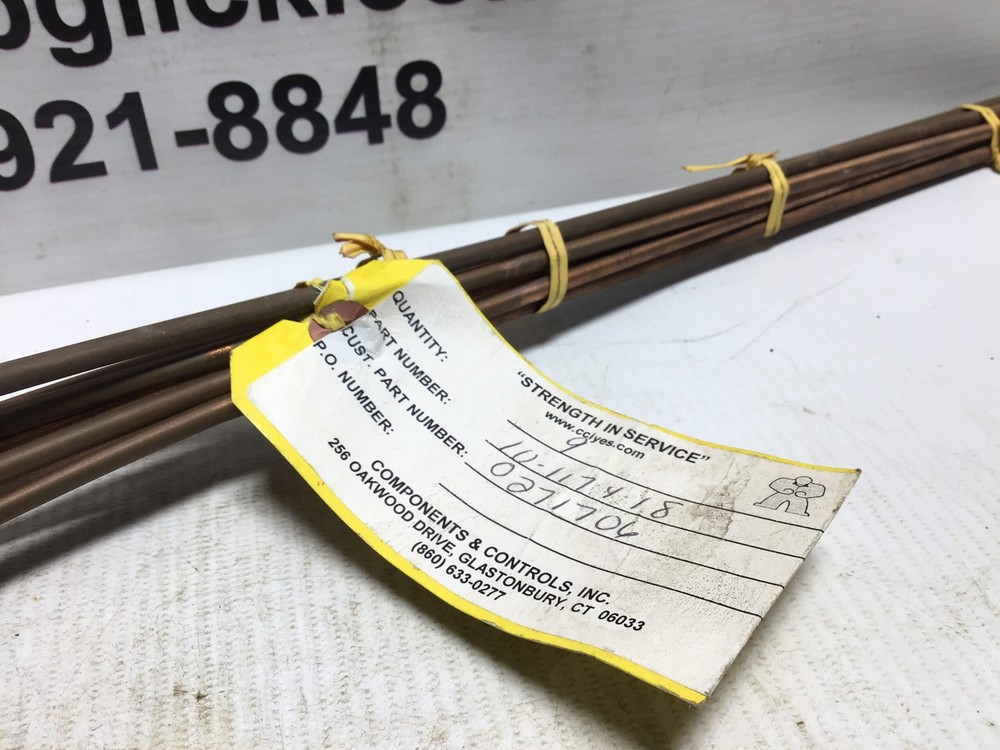 921-8848
"STRENGTH IN SERVICE"
www.cciyes.com
QUANTITY: 9
PART NUMBER: 10-117418
CUST. PART NUMBER: 0271706
P.O. NUMBER:
COMPONENTS & CONTROLS, INC.
256 OAKWOOD DRIVE, GLASTONBURY, CT 06033
(860) 633-0277